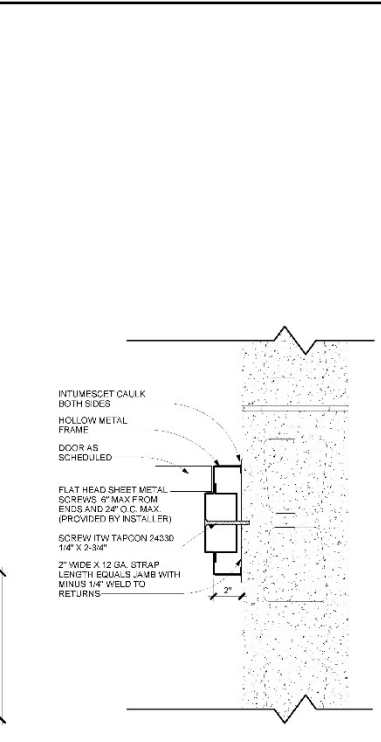 INTUMESCET CAULK
BOTH SIDES
HOLLOW METAL
FRAME
DOOR AS
SCHEDULED
FLAT HEAD SHEET METAL
SCREWS 6" MAX FROM
ENDS AND 24" O.C. MAX.
(PROVIDED BY INSTALLER)
SCREW ITW TAPCON 24330
1/4" X 2-3/4"
2" WIDE X 12 GA. STRAP
LENGTH EQUALS JAMB WITH
MINUS 1/4" WELD TO
RETURNS
2"